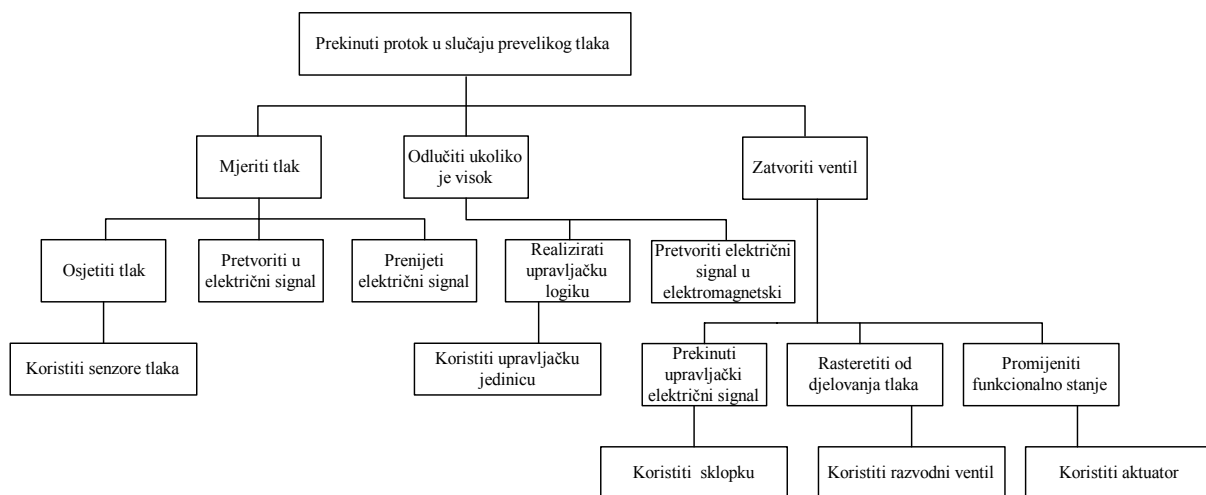 Prekinuti protok u slučaju prevelikog tlaka
Mjeriti tlak
Odlučiti ukoliko
je visok
Zatvoriti ventil
Osjetiti tlak
Pretvoriti u
električni signal
Prenijeti
električni signal
Realizirati
upravljačku
logiku
Pretvoriti električni
signal u
elektromagnetski
Koristiti senzore tlaka
Koristiti upravljačku
jedinicu
Prekinuti
upravljački
električni signal
Rasteretiti od
djelovanja tlaka
Promijeniti
funkcionalno stanje
Koristiti sklopku
Koristiti razvodni ventil
Koristiti aktuator